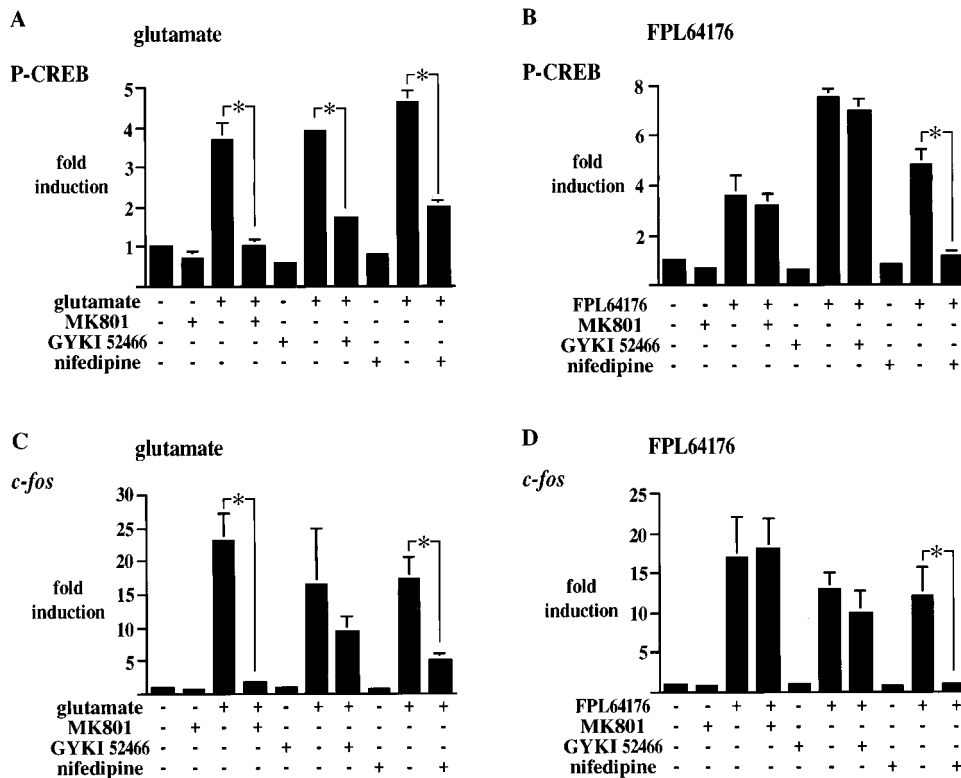 A
glutamate
P-CREB
*
*
*
5
4
3
2
1
fold
induction
glutamate - - + + - + + - + +
MK801 - + - + - - - - - -
GYKI 52466 - - - - + - + - - -
nifedipine - - - - - - - + - +
B
FPL64176
P-CREB
*
8
6
4
2
fold
induction
FPL64176 - - + + - + + - + +
MK801 - + - + - - - - - -
GYKI 52466 - - - - + - + - - -
nifedipine - - - - - - - + - +
C
glutamate
c-fos
*
*
30
25
20
15
10
5
fold
induction
glutamate - - + + - + + - + +
MK801 - + - + - - - - - -
GYKI 52466 - - - - + - + - - -
nifedipine - - - - - - - + - +
D
FPL64176
c-fos
*
25
20
15
10
5
fold
induction
FPL64176 - - + + - + + - + +
MK801 - + - + - - - - - -
GYKI 52466 - - - - + - + - - -
nifedipine - - - - - - - + - +